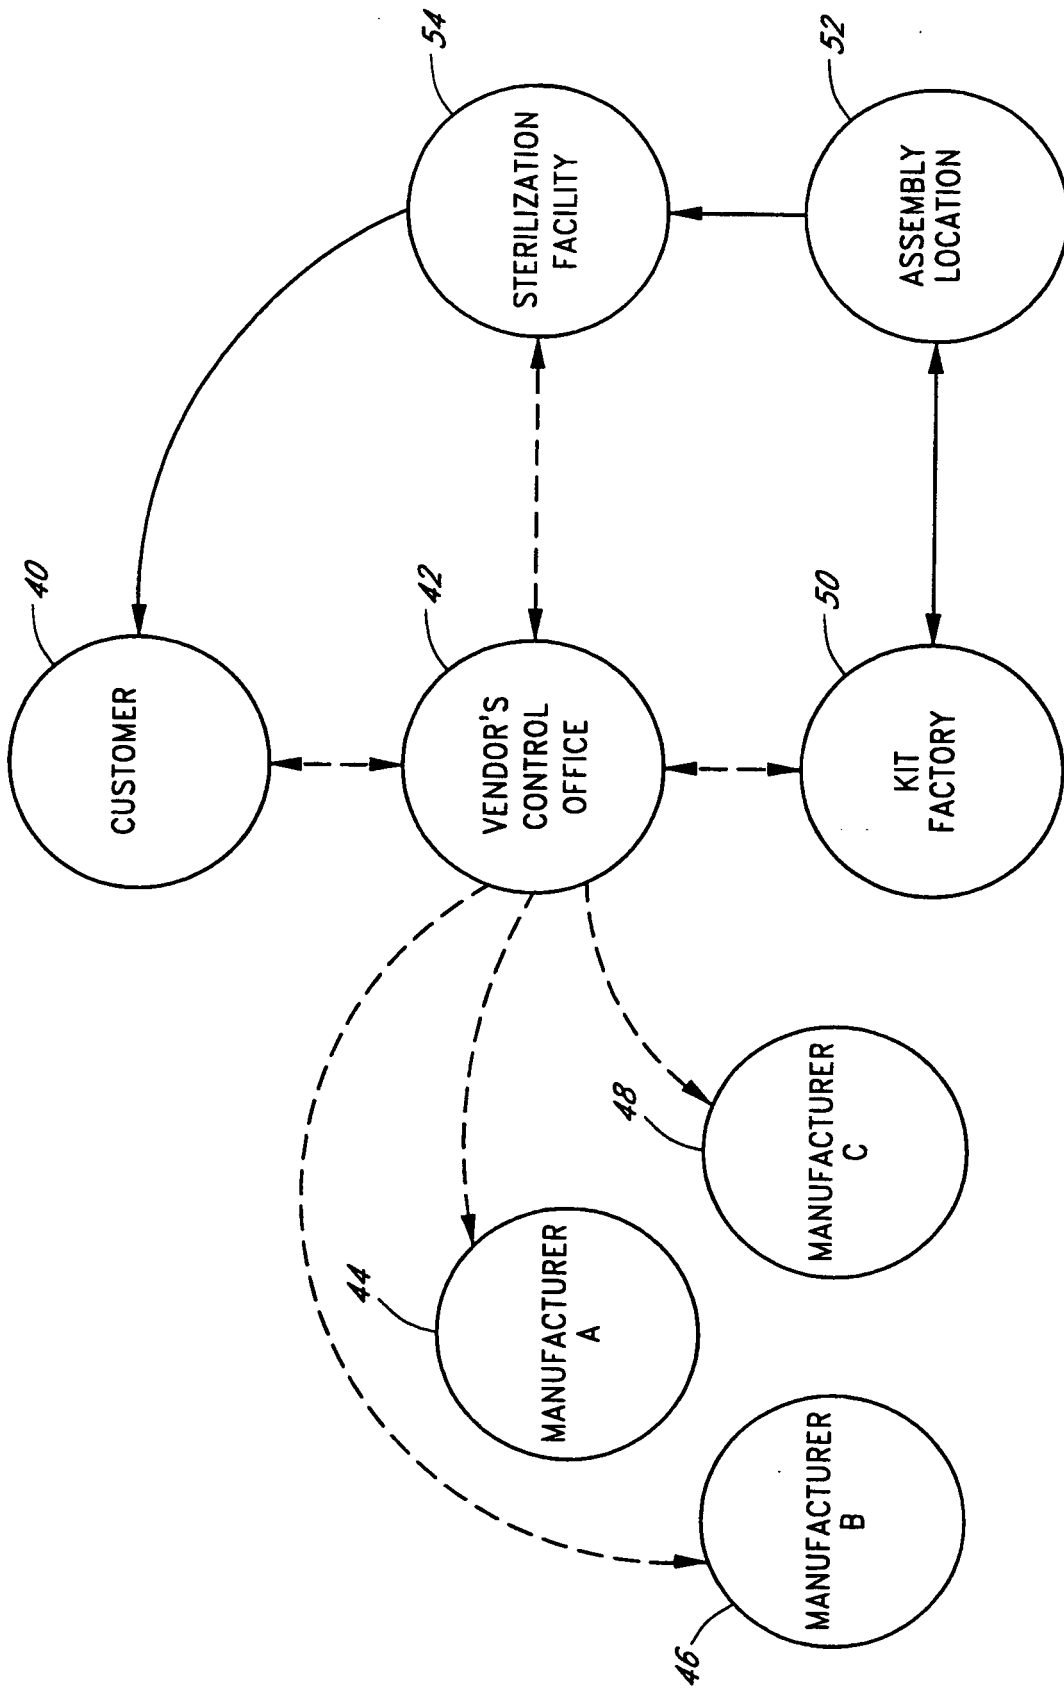 40
CUSTOMER
54
STERILIZATION
FACILITY
42
VENDOR'S
CONTROL
OFFICE
44
MANUFACTURER
A
46
MANUFACTURER
B
48
MANUFACTURER
C
50
KIT
FACTORY
52
ASSEMBLY
LOCATION